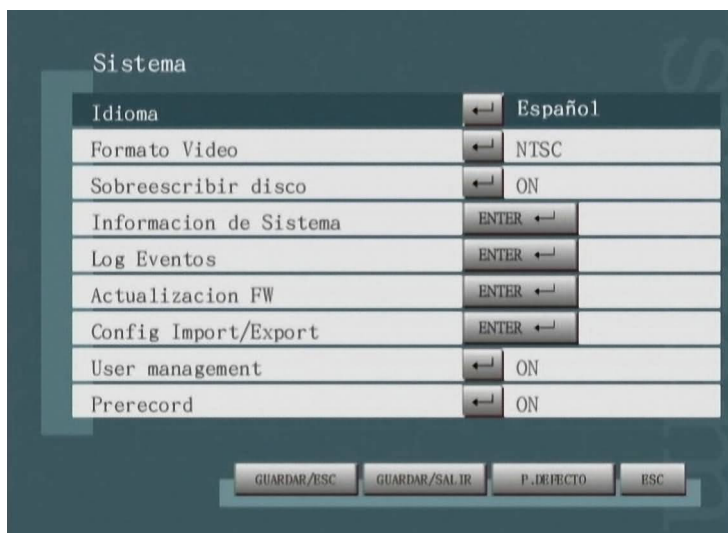 Sistema
Idioma Español
Formato Video NTSC
Sobreescribir disco ON
Informacion de Sistema ENTER
Log Eventos ENTER
Actualizacion FW ENTER
Config Import/Export ENTER
User management ON
Prerecord ON
GUARDAR/ESC GUARDAR/SALIR P.DEFECTO ESC